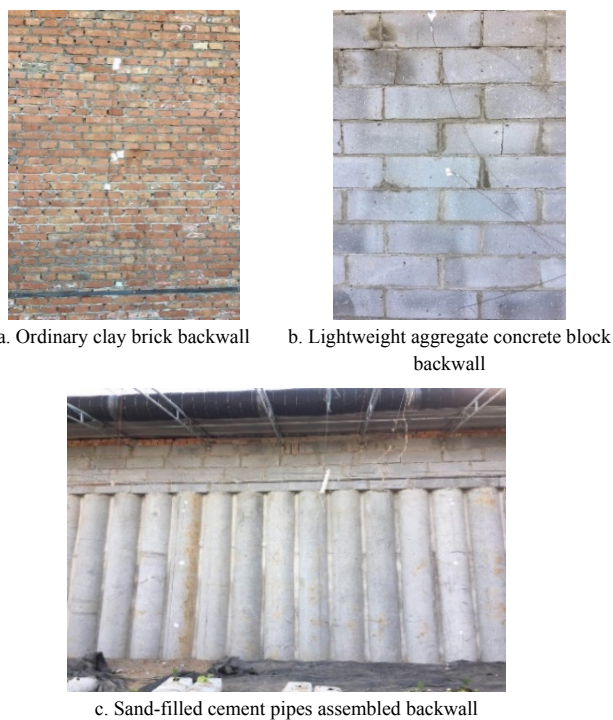 a. Ordinary clay brick backwall
b. Lightweight aggregate concrete block
backwall
c. Sand-filled cement pipes assembled backwall